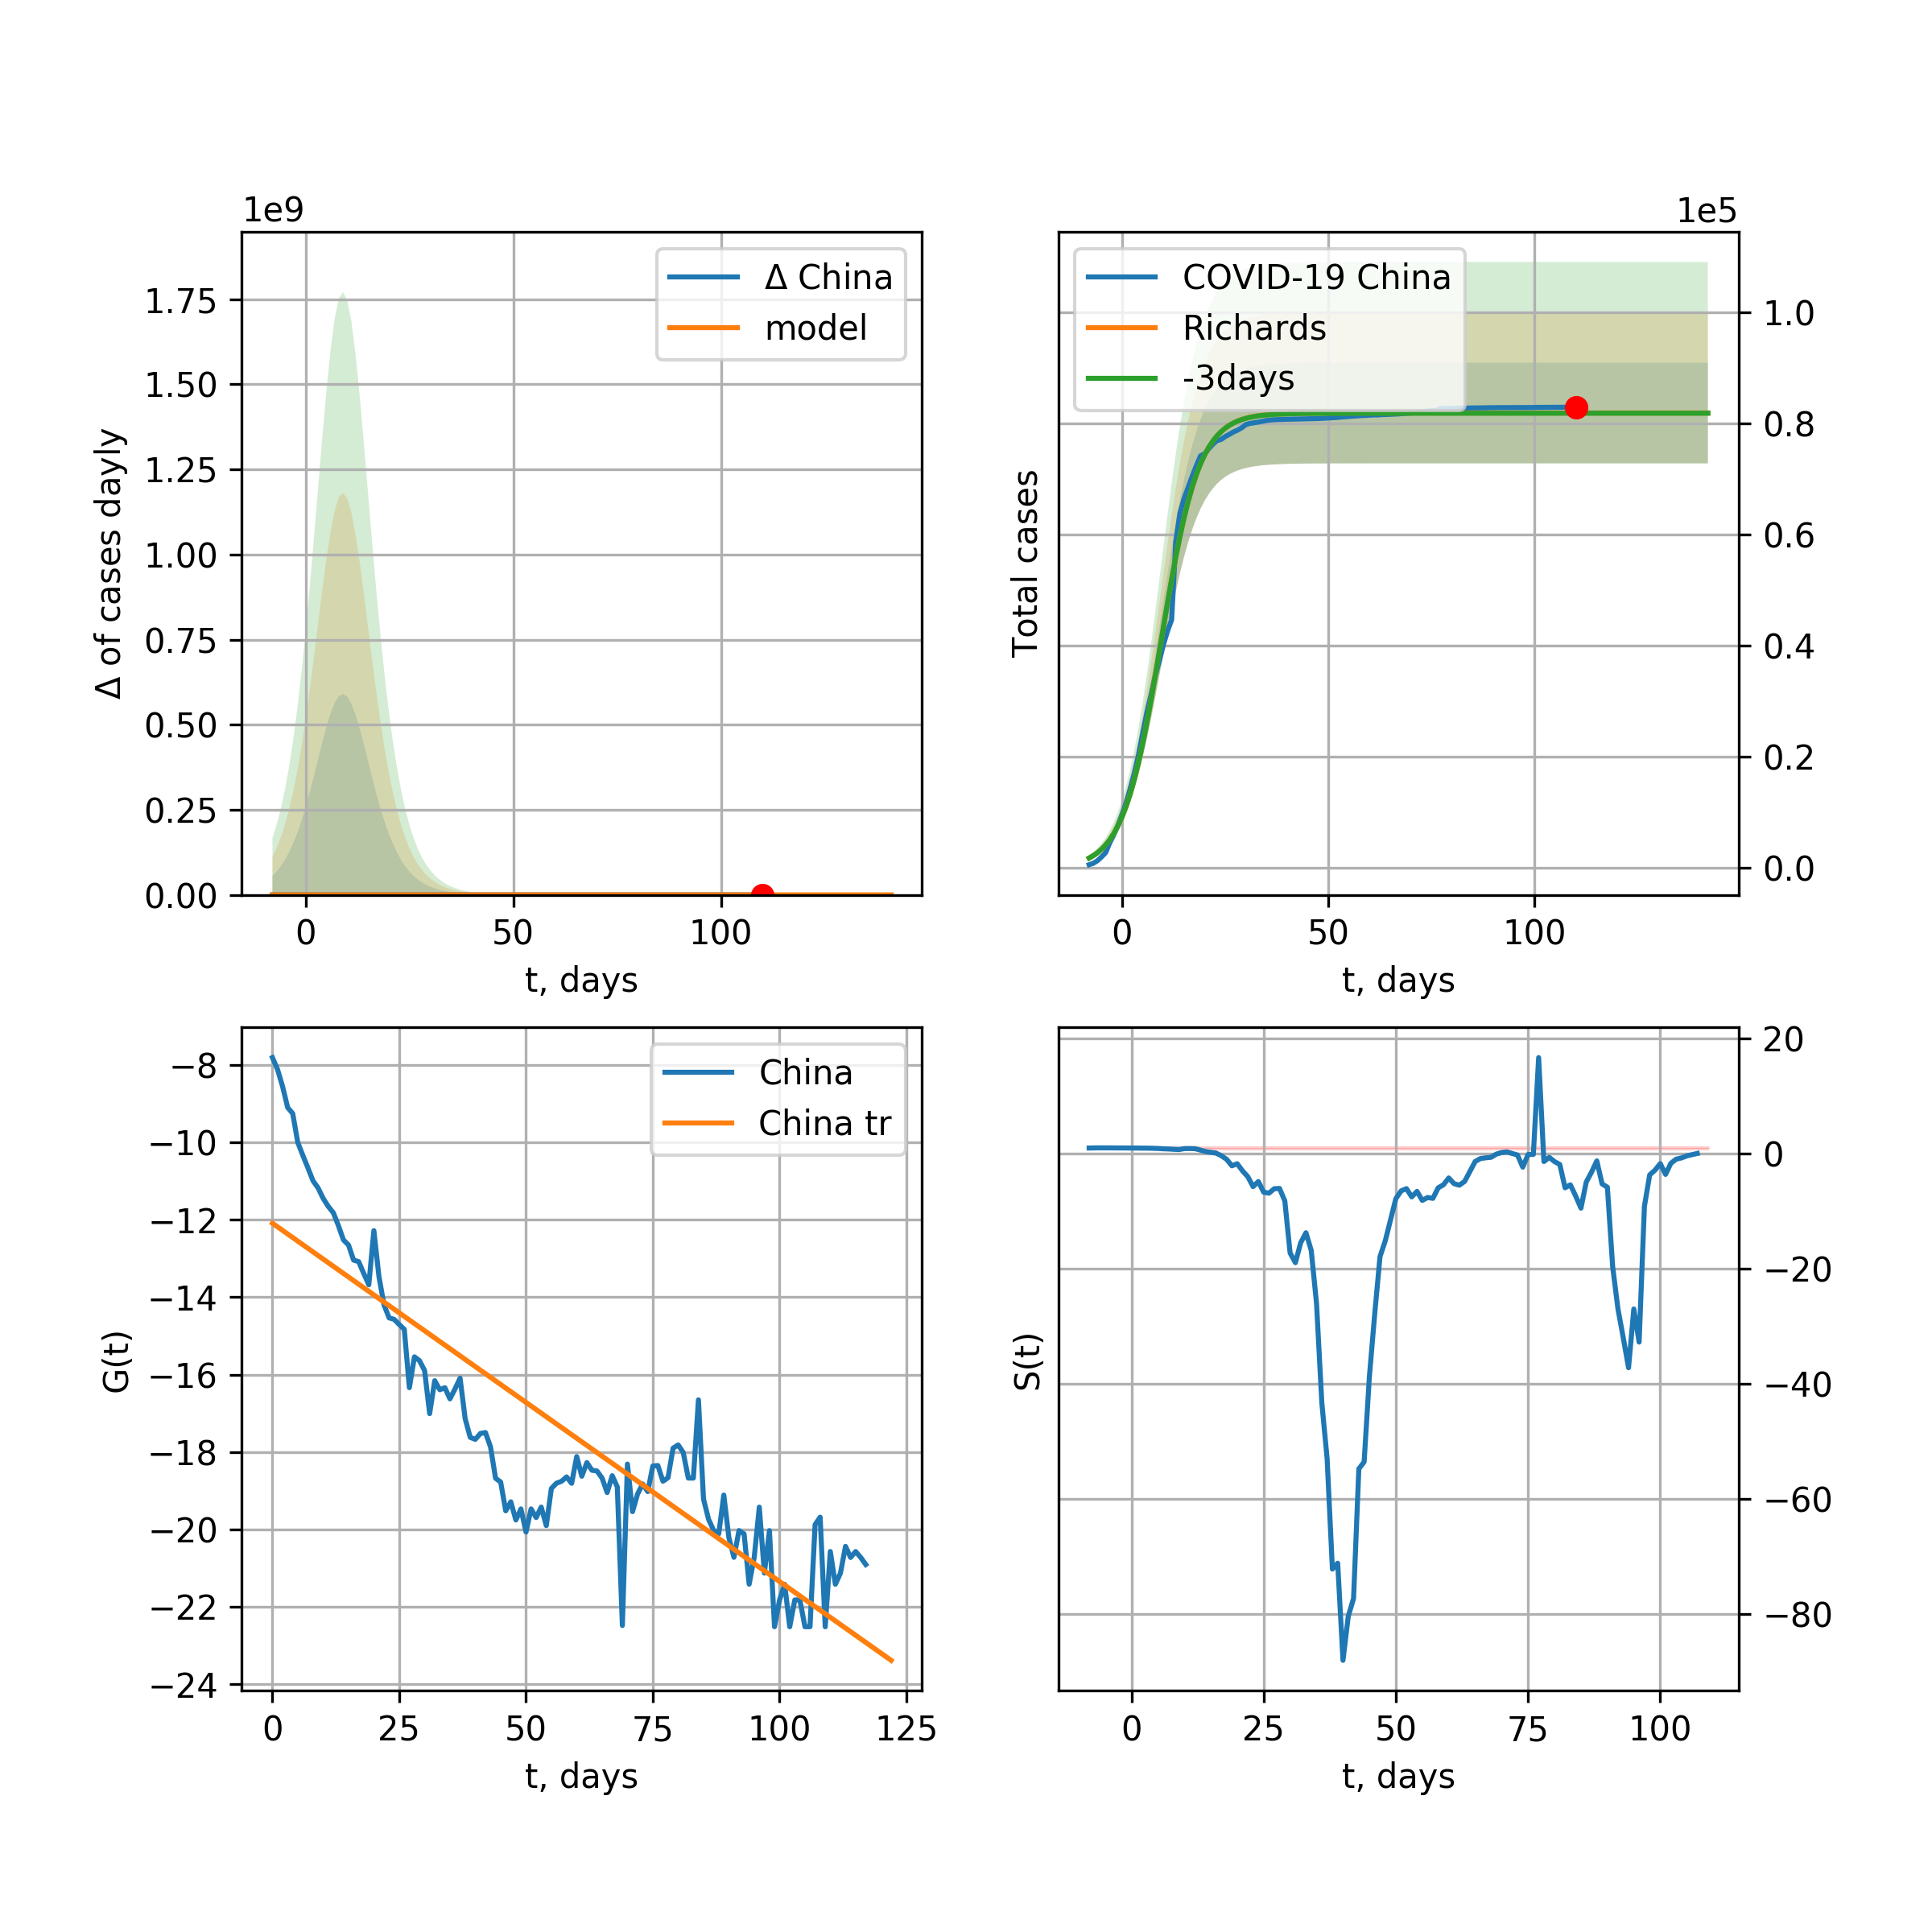 1e9
Δ of cases dayly
1.75
1.50
1.25
1.00
0.75
0.50
0.25
0.00
0 50 100
t, days
Δ China
model
1e5
Total cases
1.0
0.8
0.6
0.4
0.2
0.0
0 50 100
t, days
COVID-19 China
Richards
-3days
G(t)
−8
−10
−12
−14
−16
−18
−20
−22
−24
0 25 50 75 100 125
t, days
China
China tr
S(t)
20
0
−20
−40
−60
−80
0 25 50 75 100
t, days